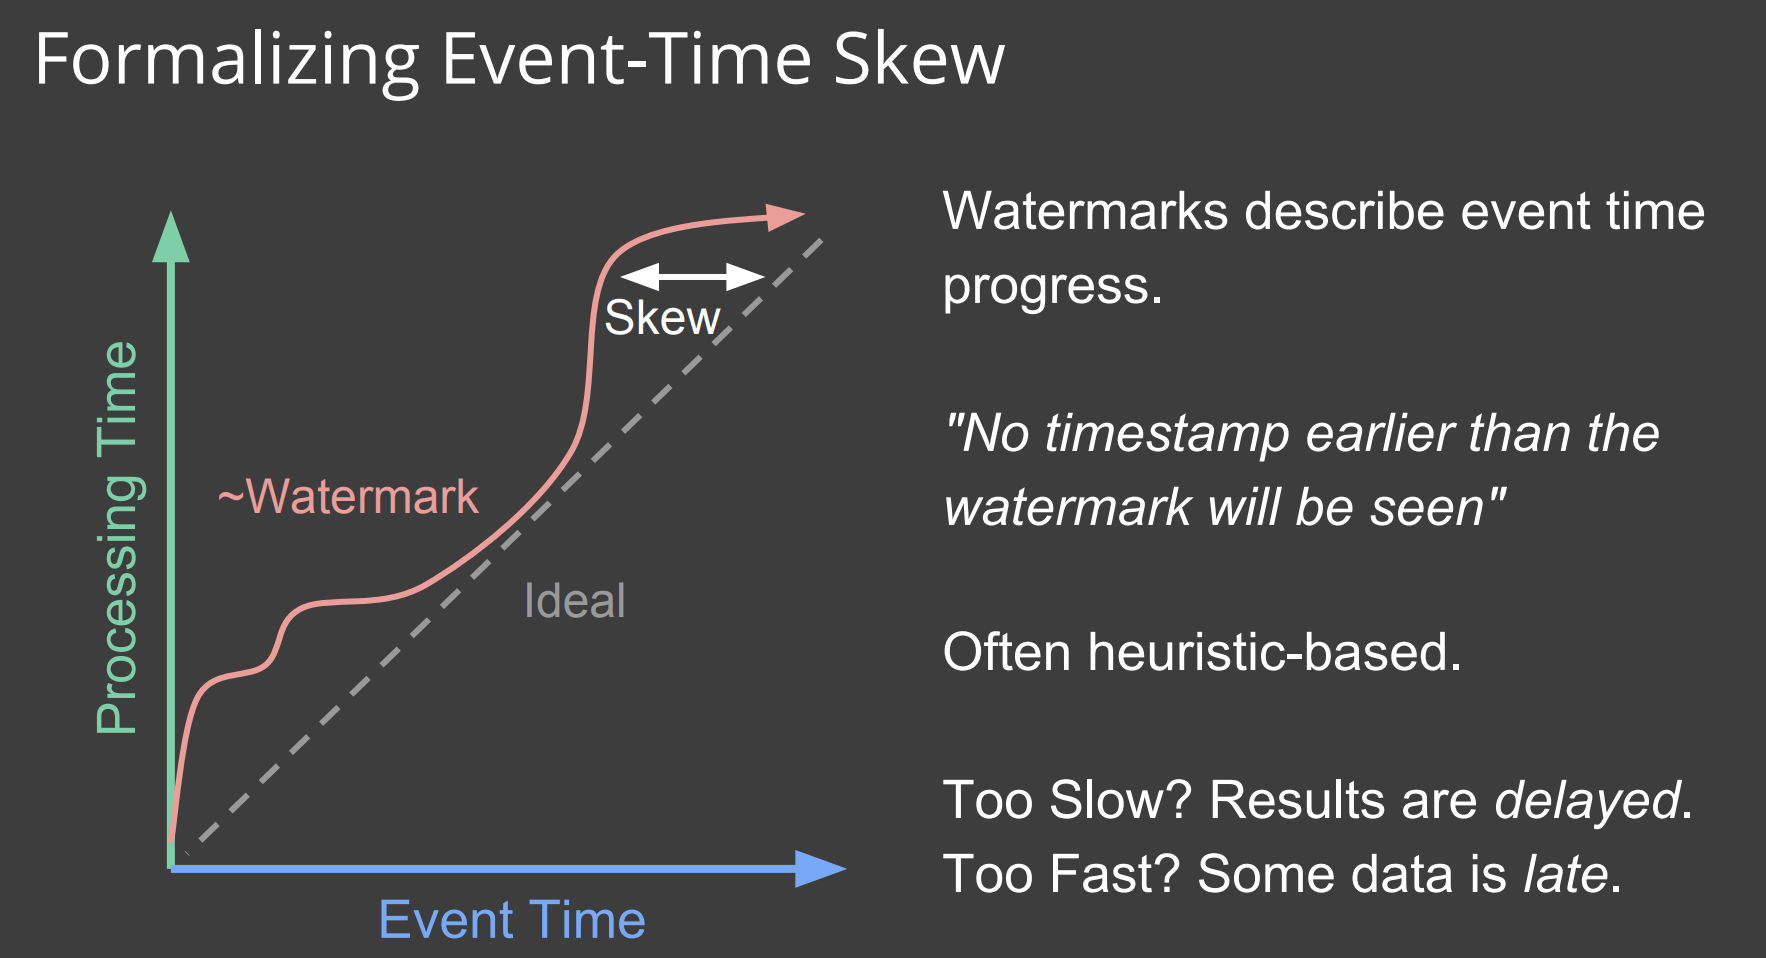 Formalizing Event-Time Skew
Processing Time
~Watermark
Skew
Ideal
Event Time
Watermarks describe event time
progress.
"No timestamp earlier than the
watermark will be seen"
Often heuristic-based.
Too Slow? Results are delayed.
Too Fast? Some data is late.